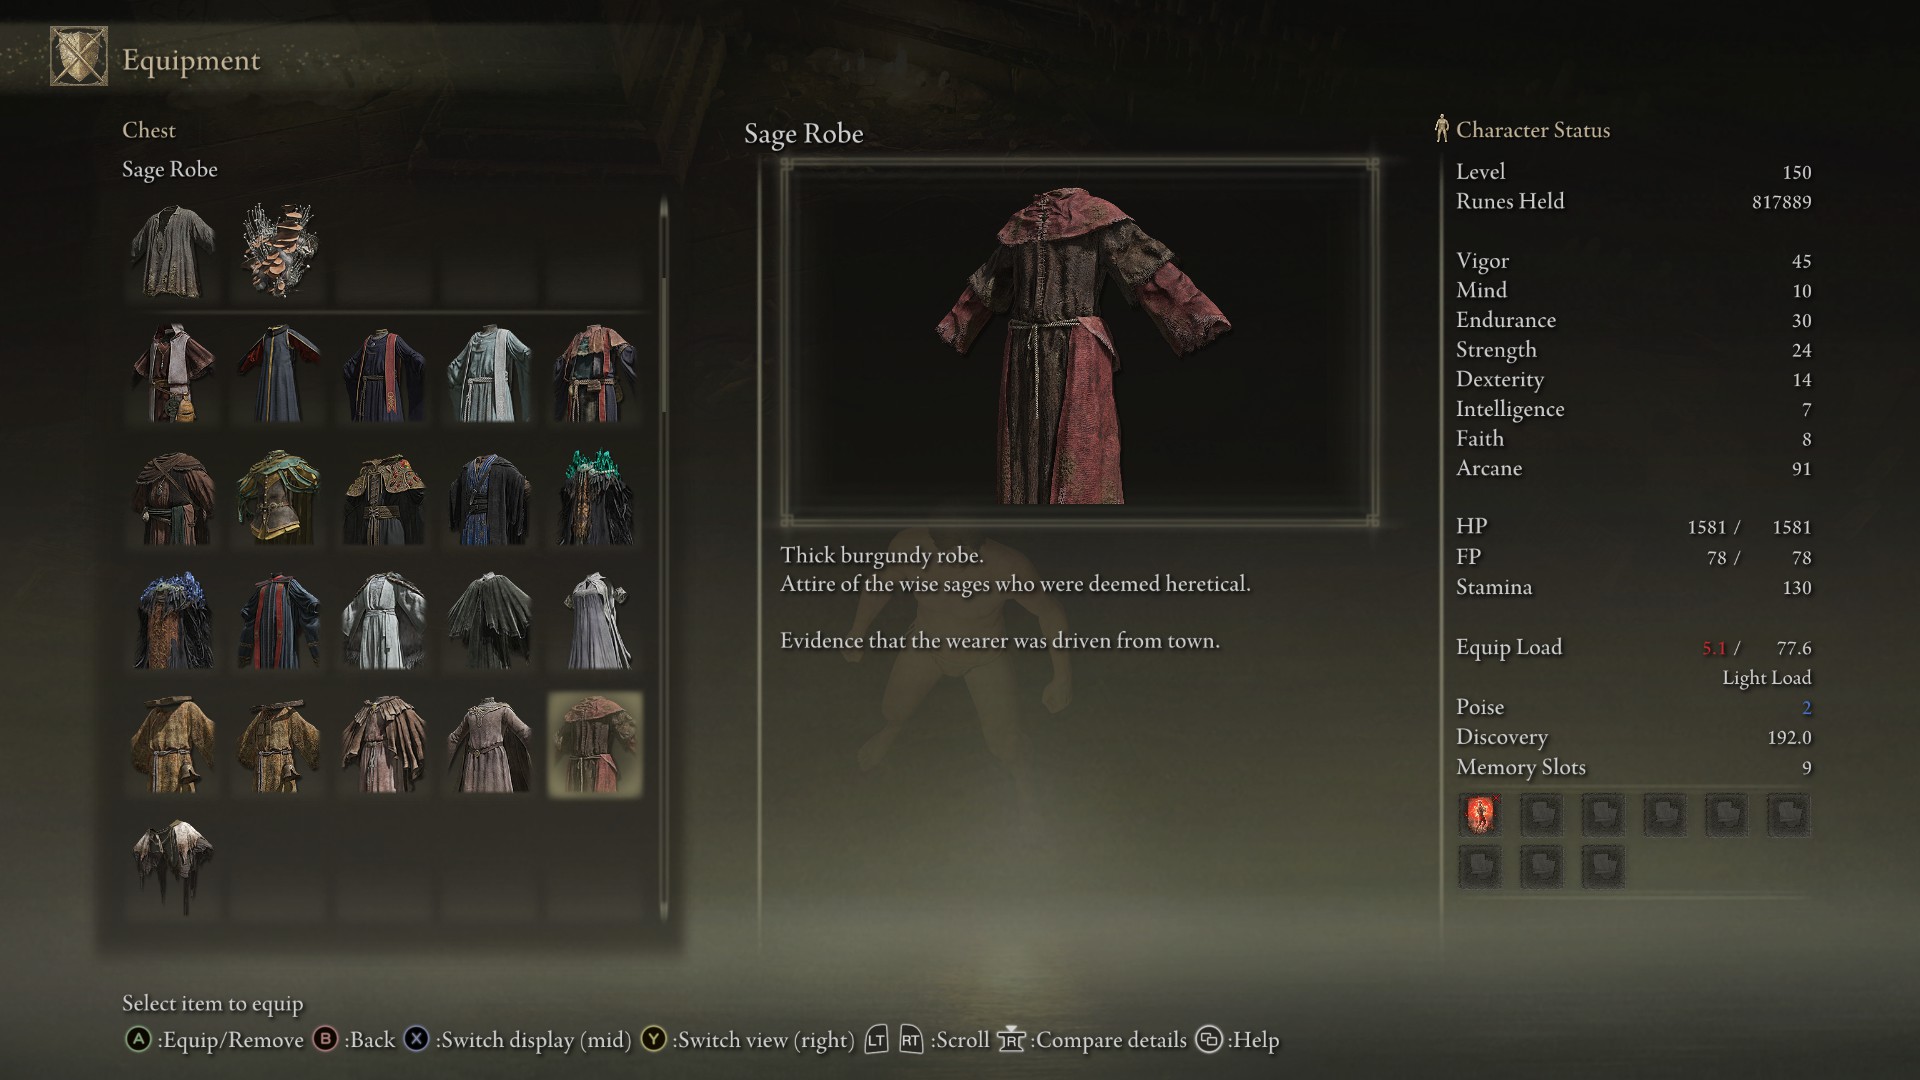 Equipment
Chest
Sage Robe
Sage Robe
Thick burgundy robe.
Attire of the wise sages who were deemed heretical.
Evidence that the wearer was driven from town.
Character Status
Level 150
Runes Held 817889
Vigor 45
Mind 10
Endurance 30
Strength 24
Dexterity 14
Intelligence 7
Faith 8
Arcane 91
HP 1581 / 1581
FP 78 / 78
Stamina 130
Equip Load 5.1 / 77.6
Light Load
Poise 2
Discovery 192.0
Memory Slots 9
Select item to equip
A :Equip/Remove B :Back X :Switch display (mid) Y :Switch view (right) LT RT :Scroll R :Compare details :Help